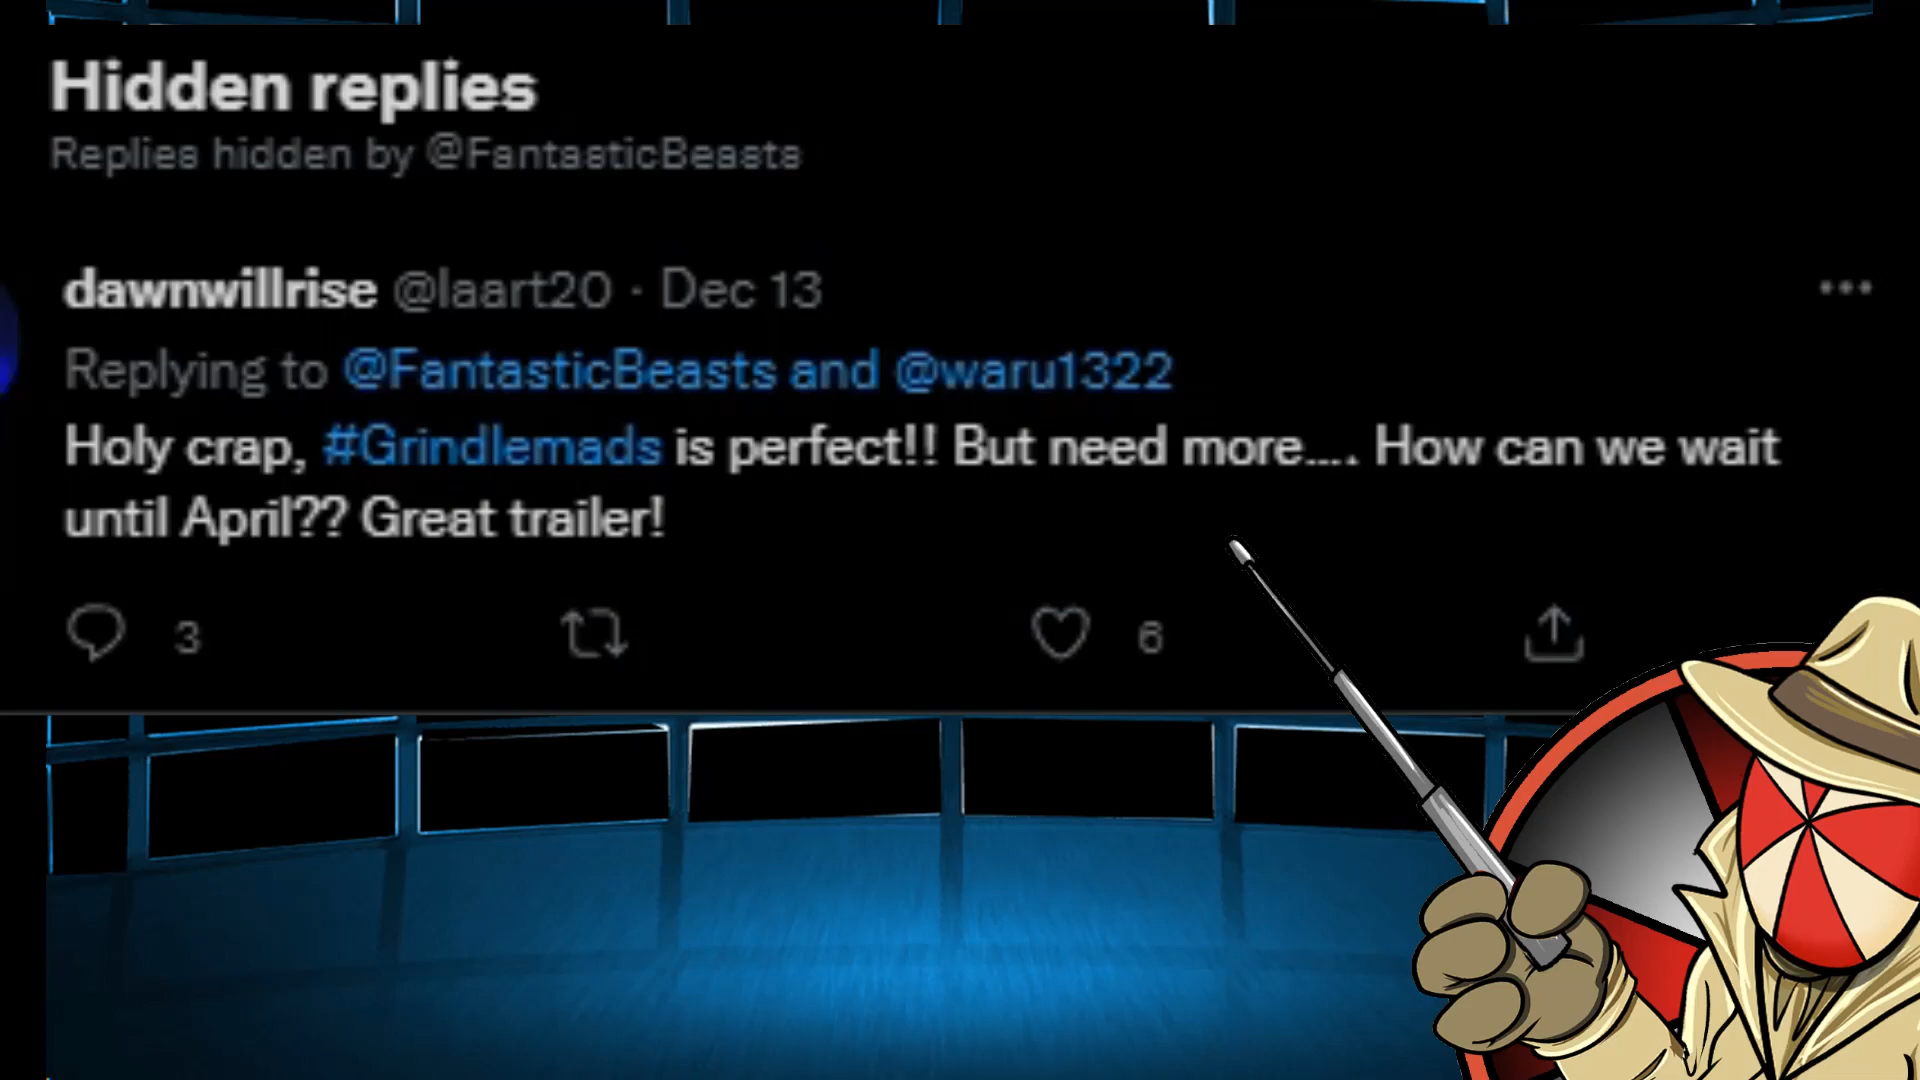 Hidden replies
Replies hidden by @FantasticBeasts
dawnwillrise @laart20 · Dec 13
Replying to @FantasticBeasts and @waru1322
Holy crap, #Grindlemads is perfect!! But need more.... How can we wait
until April?? Great trailer!
3 6